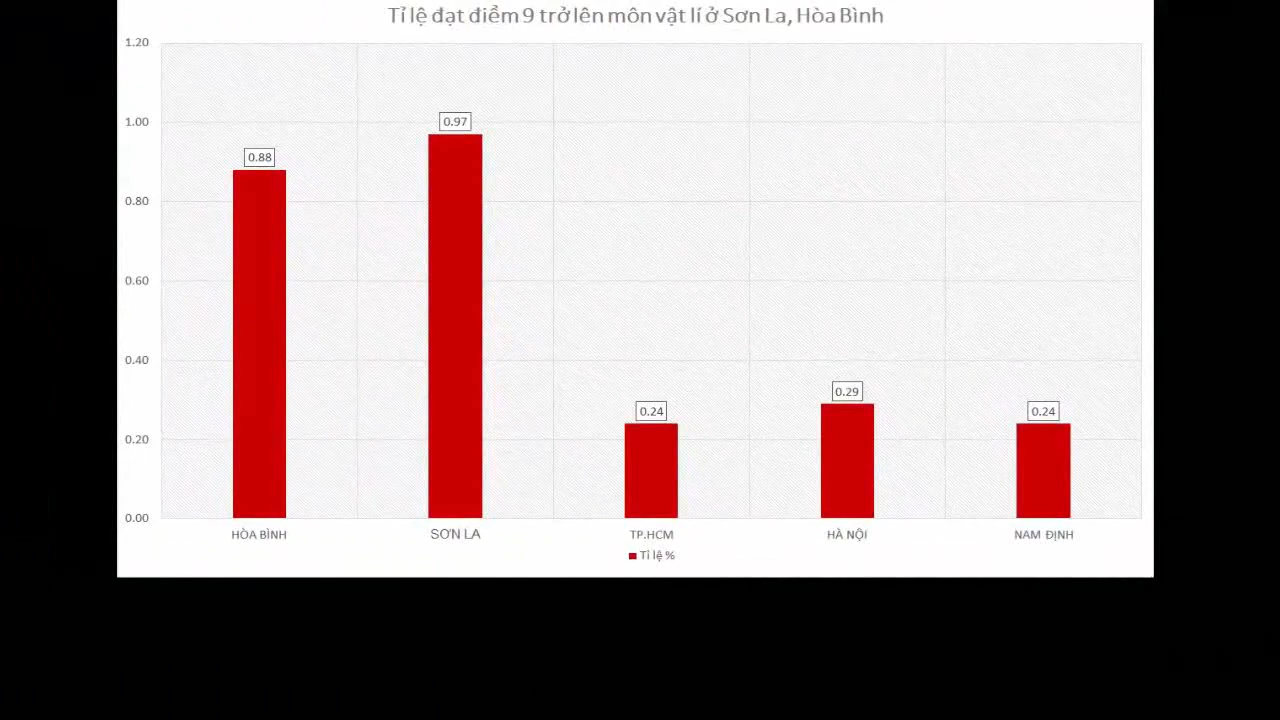 Tỉ lệ đạt điểm 9 trở lên môn vật lí ở Sơn La, Hòa Bình
1.20
1.00
0.80
0.60
0.40
0.20
0.00
0.88
0.97
0.24
0.29
0.24
HÒA BÌNH
SƠN LA
TP.HCM
HÀ NỘI
NAM ĐỊNH
Tỉ lệ %